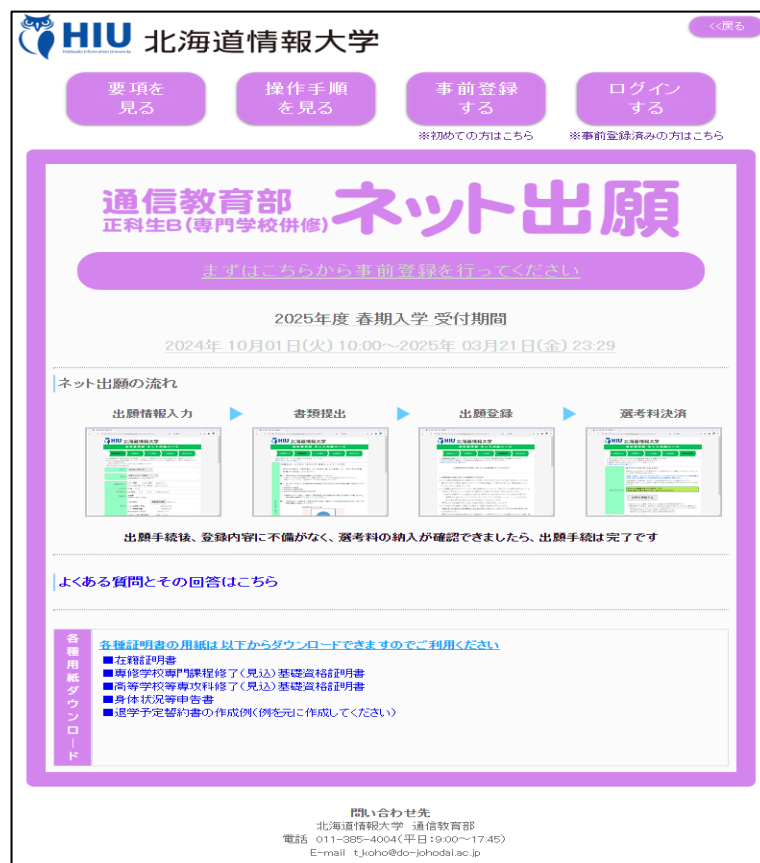 HIU 北海道情報大学
Hokkaido Information University
<<戻る
要項を
見る
操作手順
を見る
事前登録
する
ログイン
する
※初めての方はこちら
※事前登録済みの方はこちら
通信教育部
正科生B(専門学校併修)
ネット出願
まずはこちらから事前登録を行ってください
2025年度 春期入学 受付期間
2024年 10月01日(火) 10:00～2025年 03月21日(金) 23:29
ネット出願の流れ
出願情報入力
書類提出
出願登録
選考料決済
出願手続後、登録内容に不備がなく、選考料の納入が確認できましたら、出願手続は完了です
よくある質問とその回答はこちら
各種用紙ダウンロード
各種証明書の用紙は以下からダウンロードできますのでご利用ください
■在籍証明書
■専修学校専門課程修了(見込)基礎資格証明書
■高等学校等専攻科修了(見込)基礎資格証明書
■身体状況等申告書
■退学予定誓約書の作成例(例を元に作成してください)
問い合わせ先
北海道情報大学 通信教育部
電話 011-385-4004(平日:9:00～17:45)
E-mail t_koho@do-johodai.ac.jp